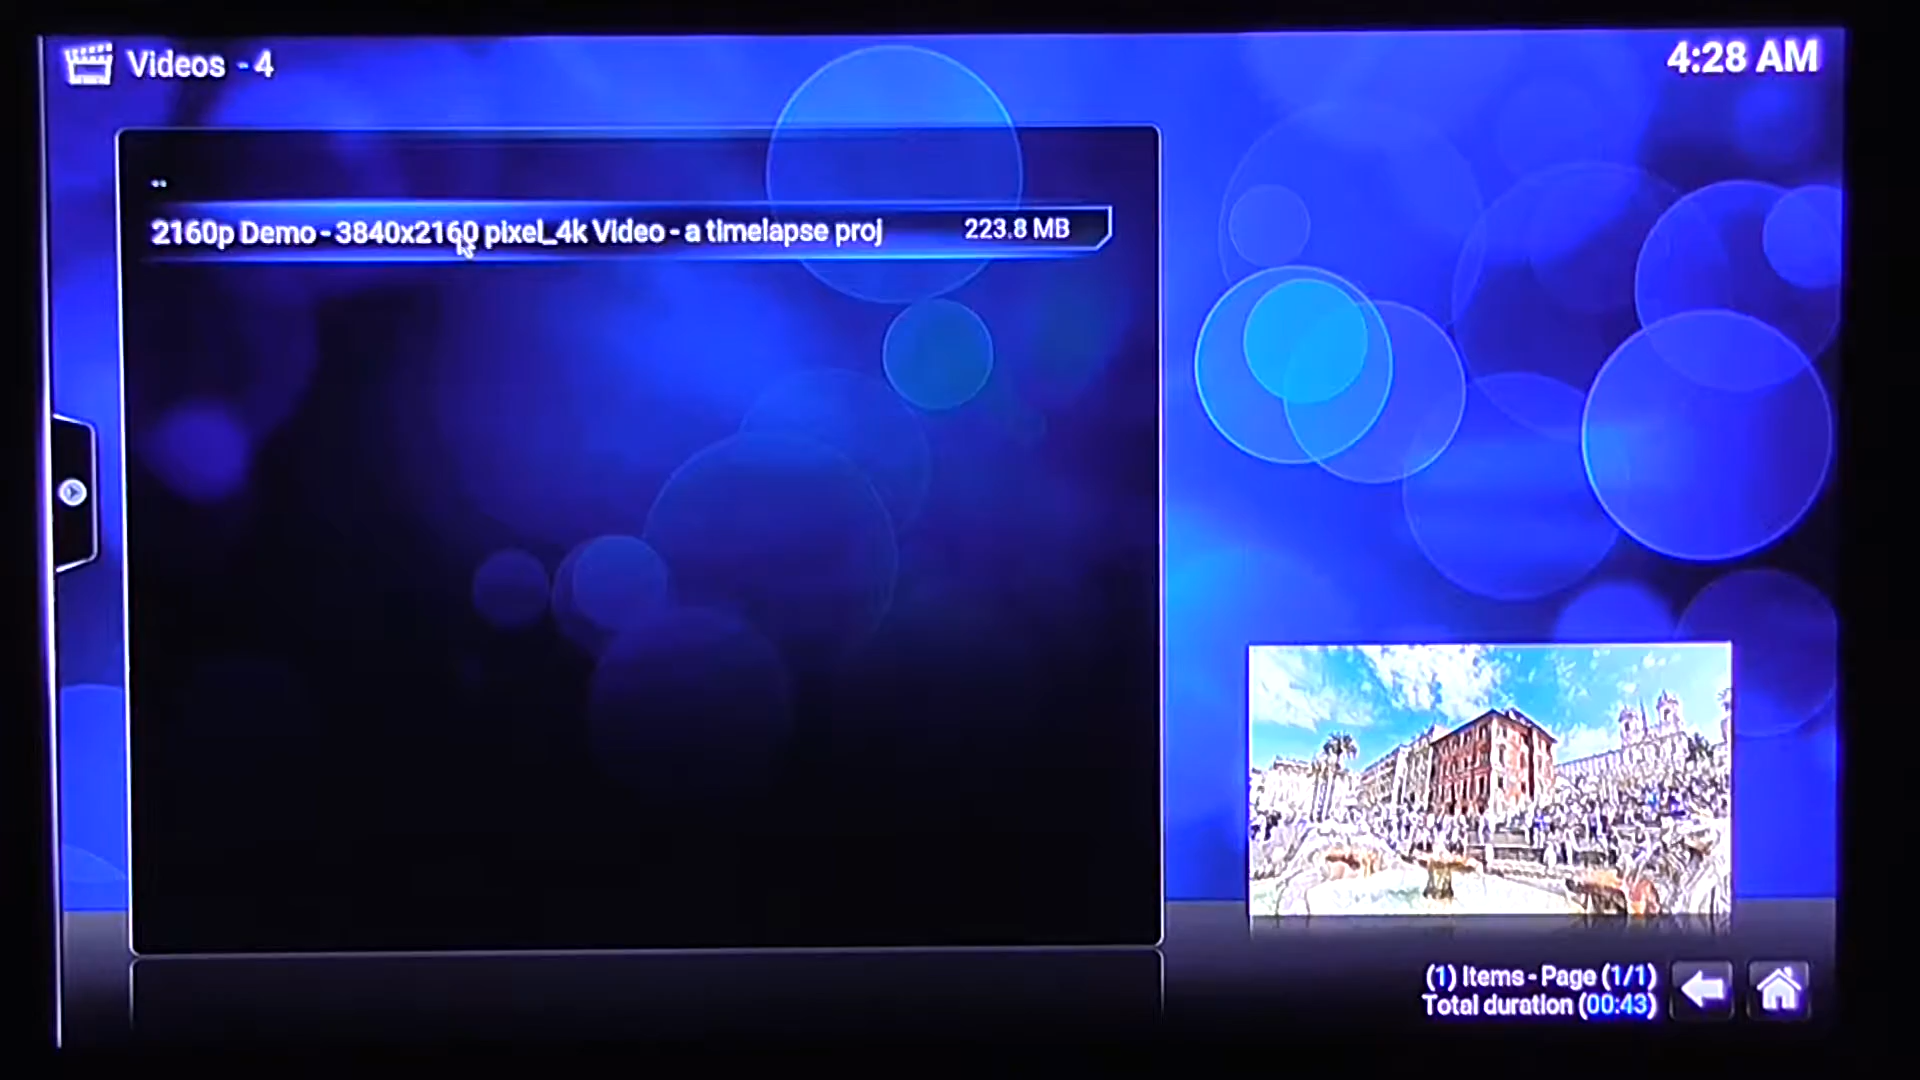 Videos - 4
4:28 AM
..
2160p Demo - 3840x2160 pixel_4k Video - a timelapse proj 223.8 MB
(1) Items - Page (1/1)
Total duration (00:43)